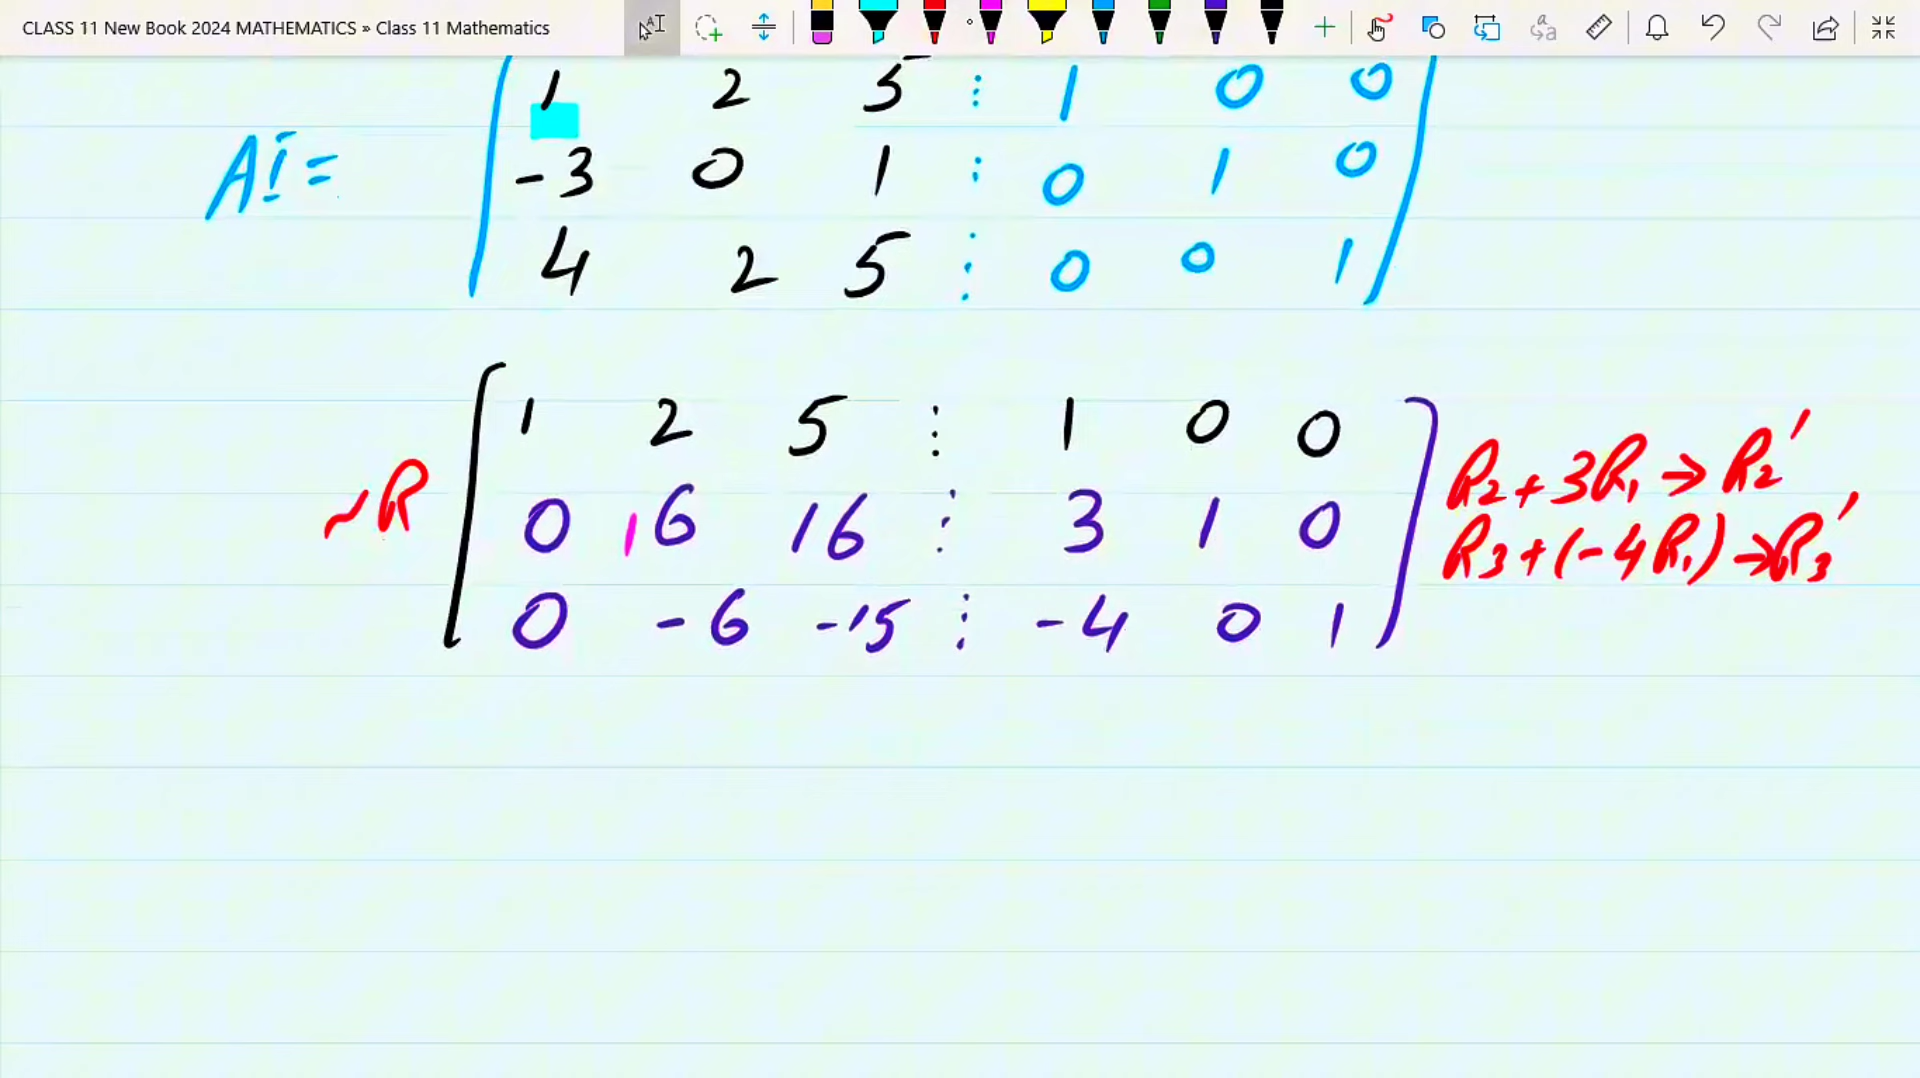 CLASS 11 New Book 2024 MATHEMATICS » Class 11 Mathematics
1 2 5 ⋮ 1 0 0
A⋮I = -3 0 1 ⋮ 0 1 0
4 2 5 ⋮ 0 0 1
1 2 5 ⋮ 1 0 0
~R 0 6 16 ⋮ 3 1 0 R2 + 3R1 → R2'
0 -6 -15 ⋮ -4 0 1 R3 + (-4R1) → R3'